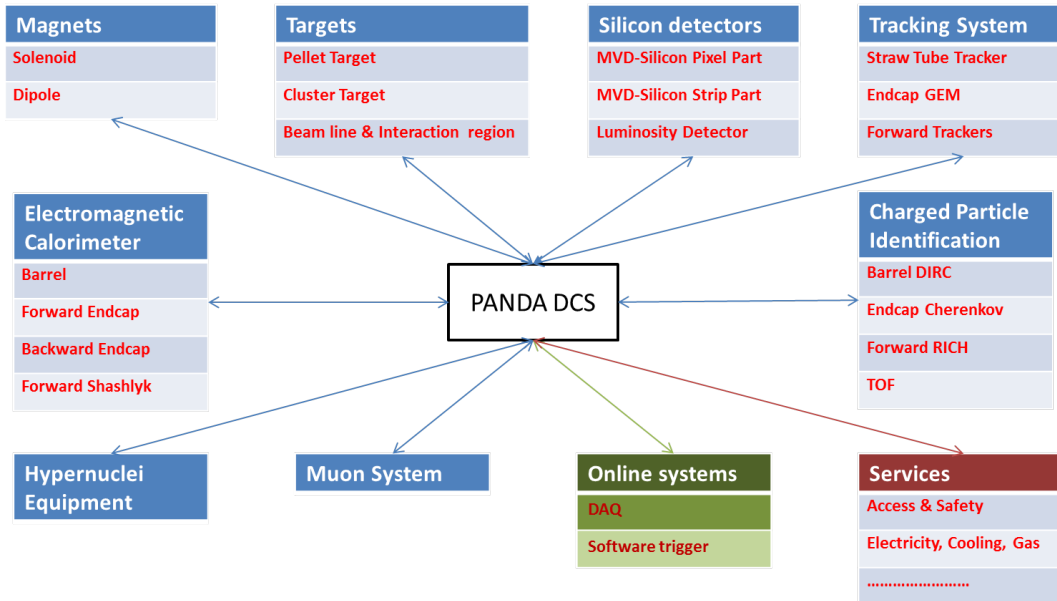 Magnets
Solenoid
Dipole
Targets
Pellet Target
Cluster Target
Beam line & Interaction region
Silicon detectors
MVD-Silicon Pixel Part
MVD-Silicon Strip Part
Luminosity Detector
Tracking System
Straw Tube Tracker
Endcap GEM
Forward Trackers
Electromagnetic
Calorimeter
Barrel
Forward Endcap
Backward Endcap
Forward Shashlyk
PANDA DCS
Charged Particle
Identification
Barrel DIRC
Endcap Cherenkov
Forward RICH
TOF
Hypernuclei
Equipment
Muon System
Online systems
DAQ
Software trigger
Services
Access & Safety
Electricity, Cooling, Gas
........................